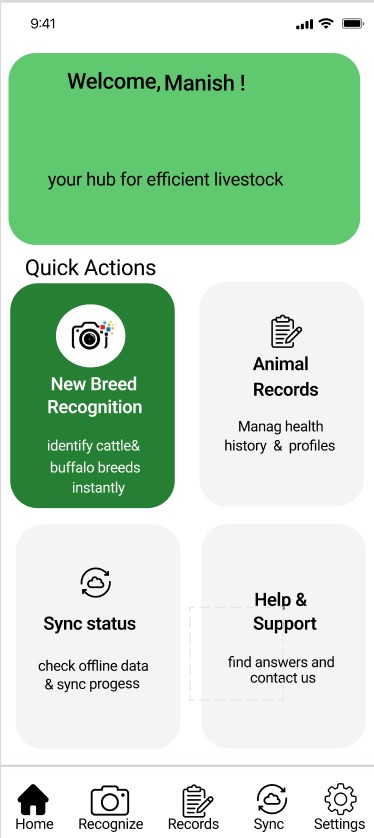 9:41
Welcome, Manish !
your hub for efficient livestock
Quick Actions
New Breed
Recognition
identify cattle&
buffalo breeds
instantly
Animal
Records
Manag health
history & profiles
Sync status
check offline data
& sync progess
Help &
Support
find answers and
contact us
Home
Recognize
Records
Sync
Settings